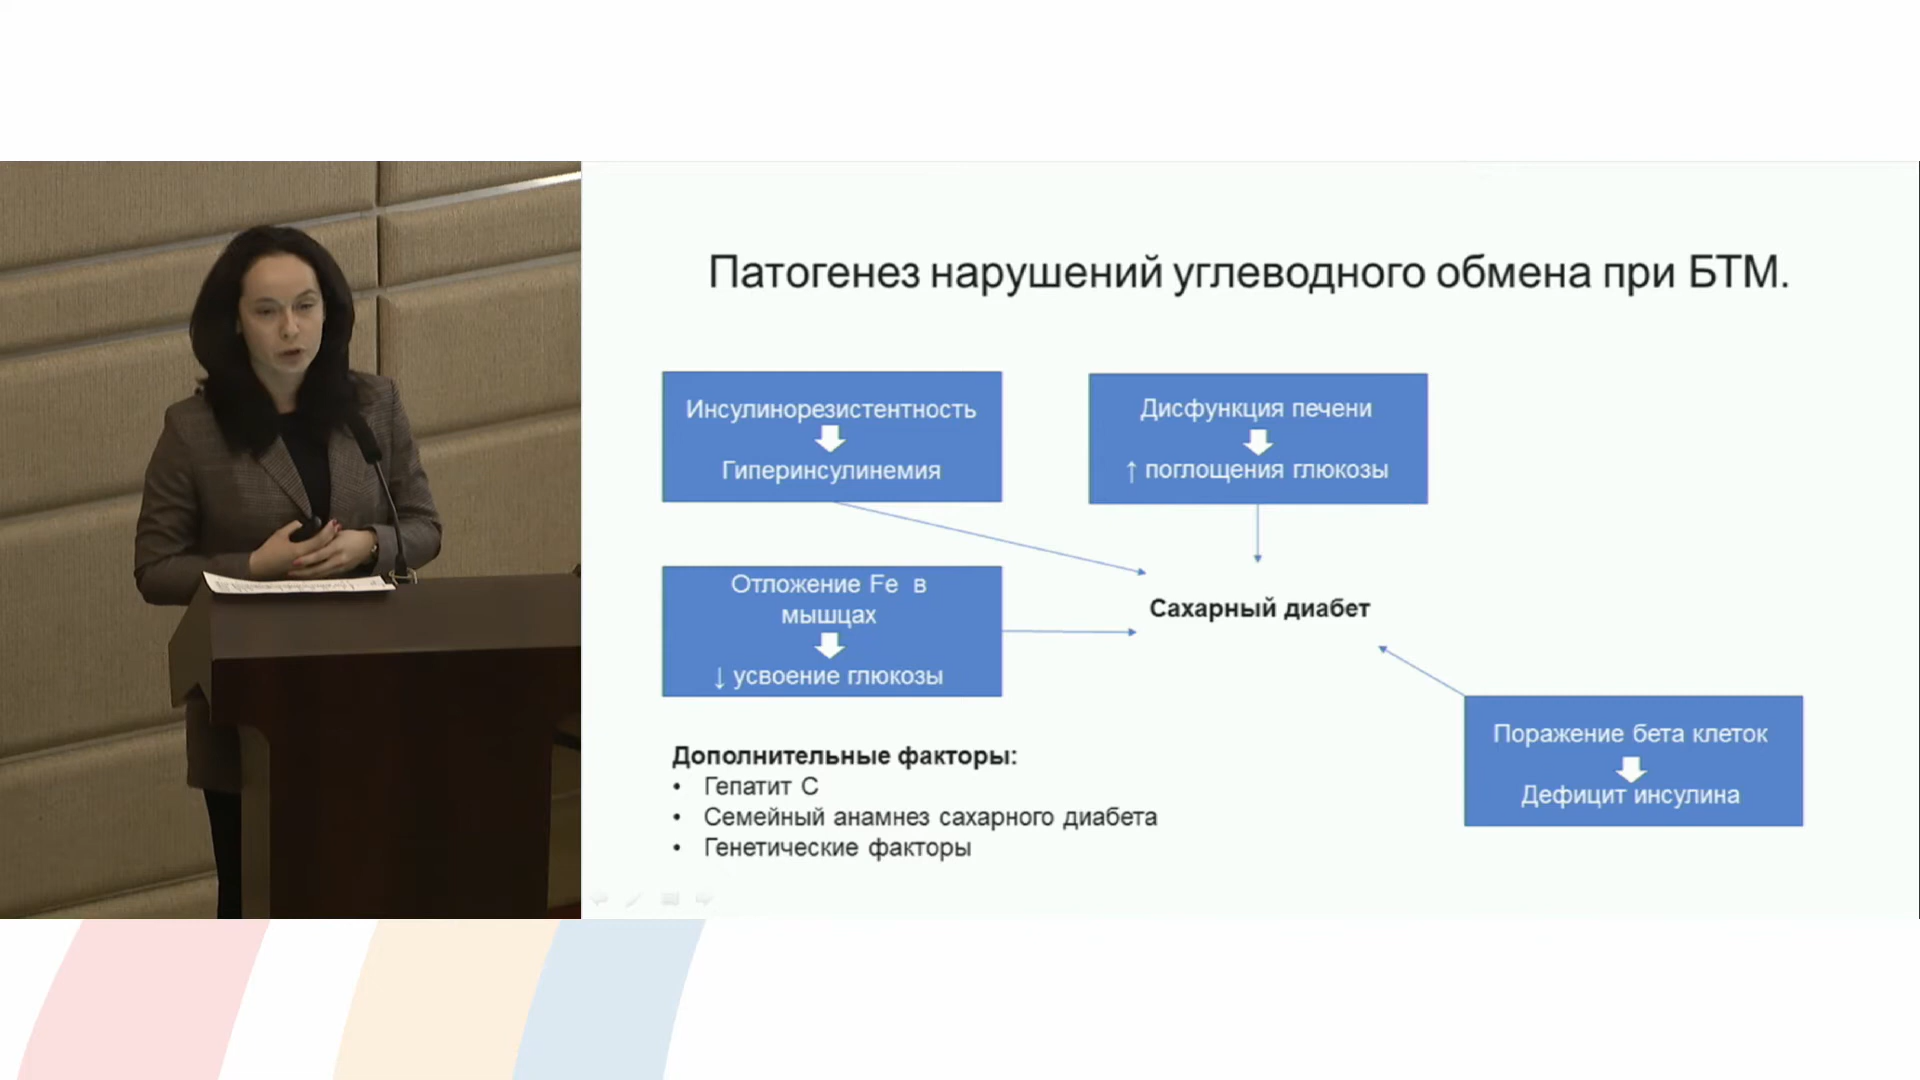 Патогенез нарушений углеводного обмена при БТМ.
Инсулинорезистентность
Гиперинсулинемия
Дисфункция печени
↑ поглощения глюкозы
Отложение Fe в
мышцах
↓ усвоение глюкозы
Сахарный диабет
Поражение бета клеток
Дефицит инсулина
Дополнительные факторы:
• Гепатит С
• Семейный анамнез сахарного диабета
• Генетические факторы